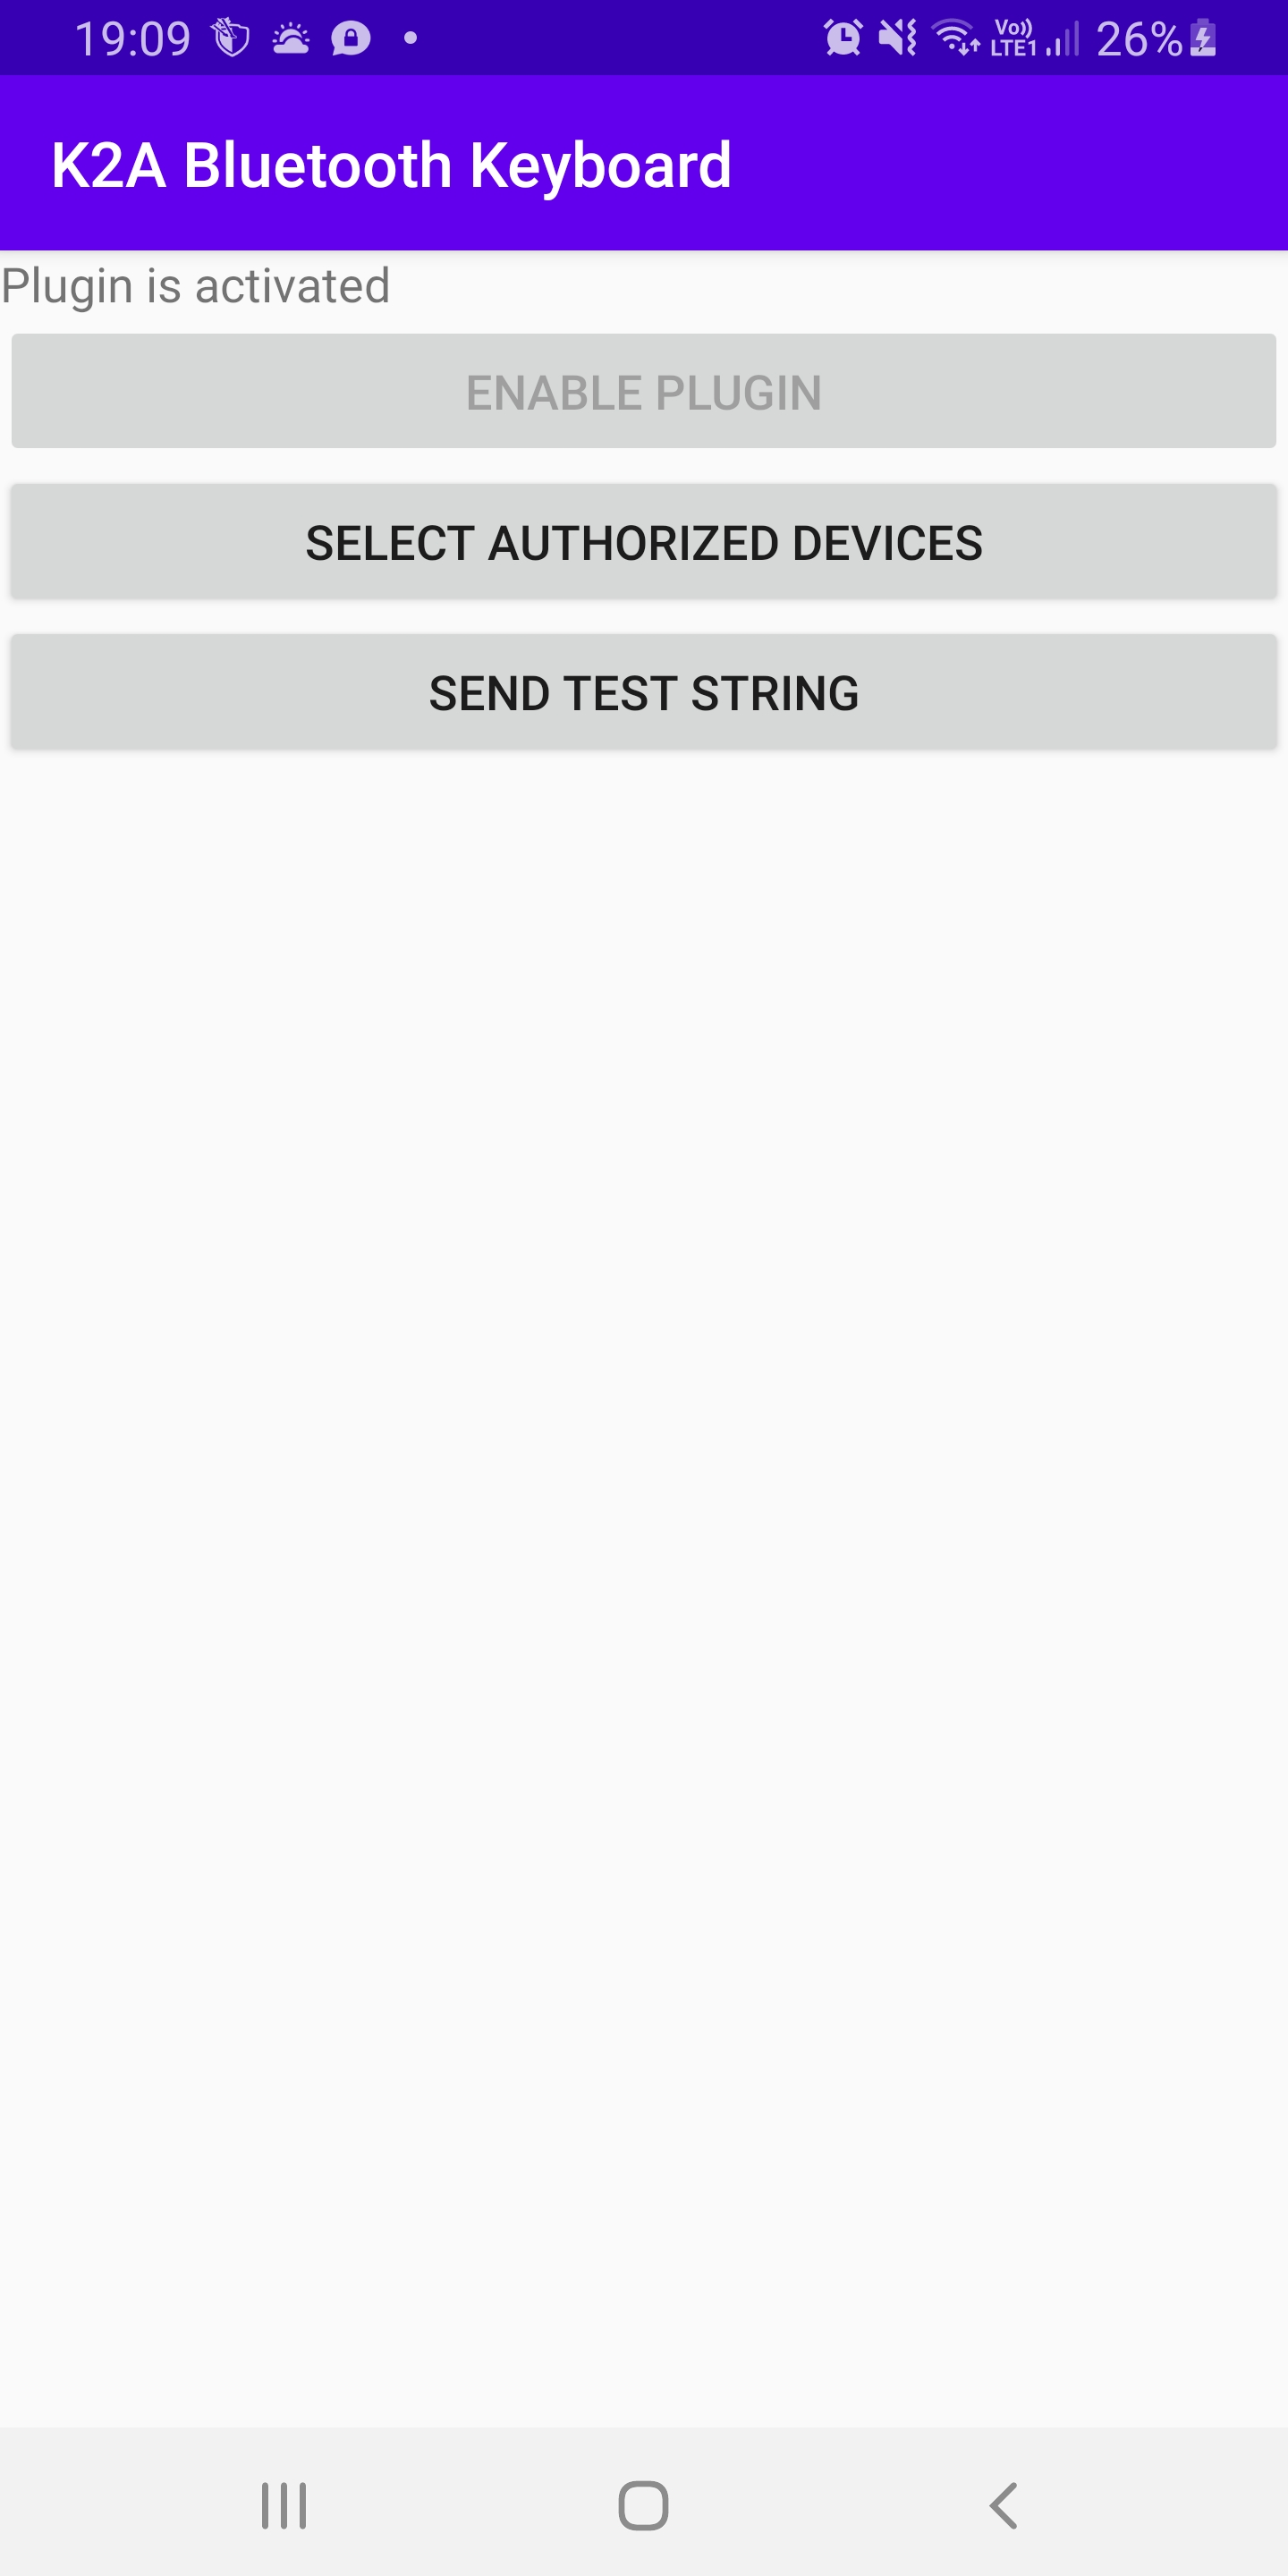 19:09 Vo)) LTE1 26%
K2A Bluetooth Keyboard
Plugin is activated
ENABLE PLUGIN
SELECT AUTHORIZED DEVICES
SEND TEST STRING